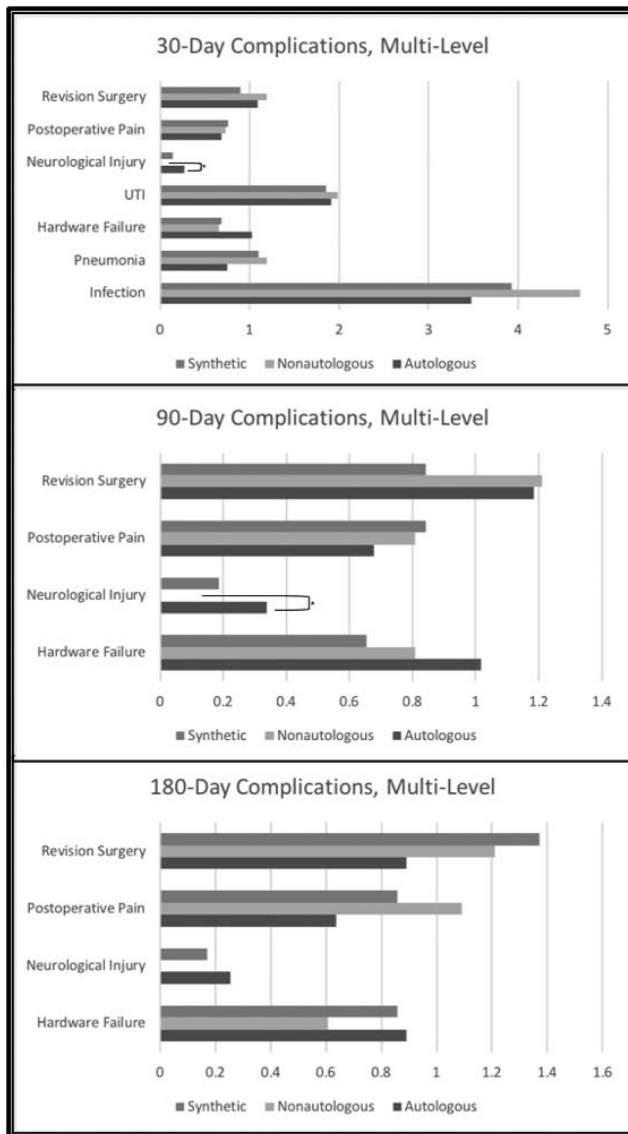 30-Day Complications, Multi-Level
Revision Surgery
Postoperative Pain
Neurological Injury
*
UTI
Hardware Failure
Pneumonia
Infection
0 1 2 3 4 5
Synthetic Nonautologous Autologous
90-Day Complications, Multi-Level
Revision Surgery
Postoperative Pain
Neurological Injury
*
Hardware Failure
0 0.2 0.4 0.6 0.8 1 1.2 1.4
Synthetic Nonautologous Autologous
180-Day Complications, Multi-Level
Revision Surgery
Postoperative Pain
Neurological Injury
Hardware Failure
0 0.2 0.4 0.6 0.8 1 1.2 1.4 1.6
Synthetic Nonautologous Autologous